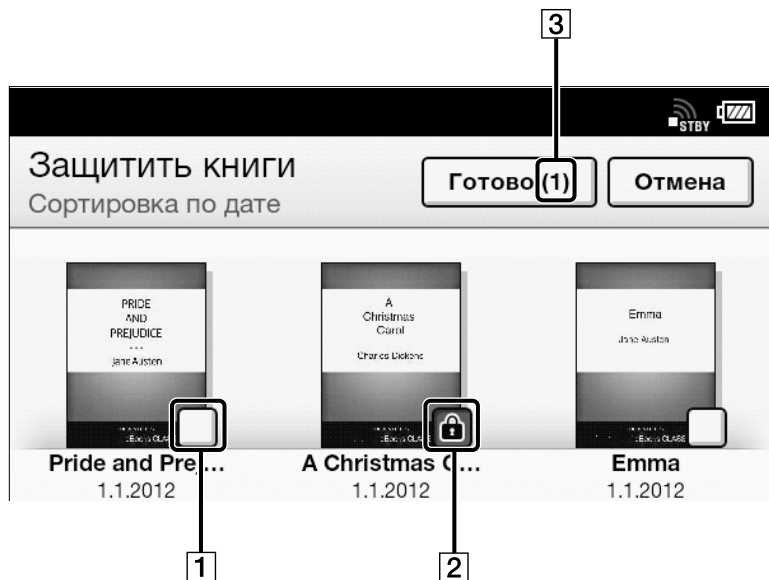 3
STBY
Защитить книги
Готово (1)
Отмена
Сортировка по дате
PRIDE
AND
PREJUDICE
Jane Austen
A
Christmas
Carol
Charles Dickens
Emma
Jane Austen
Pride and Prej...
A Christmas C...
Emma
1.1.2012
1.1.2012
1.1.2012
1
2